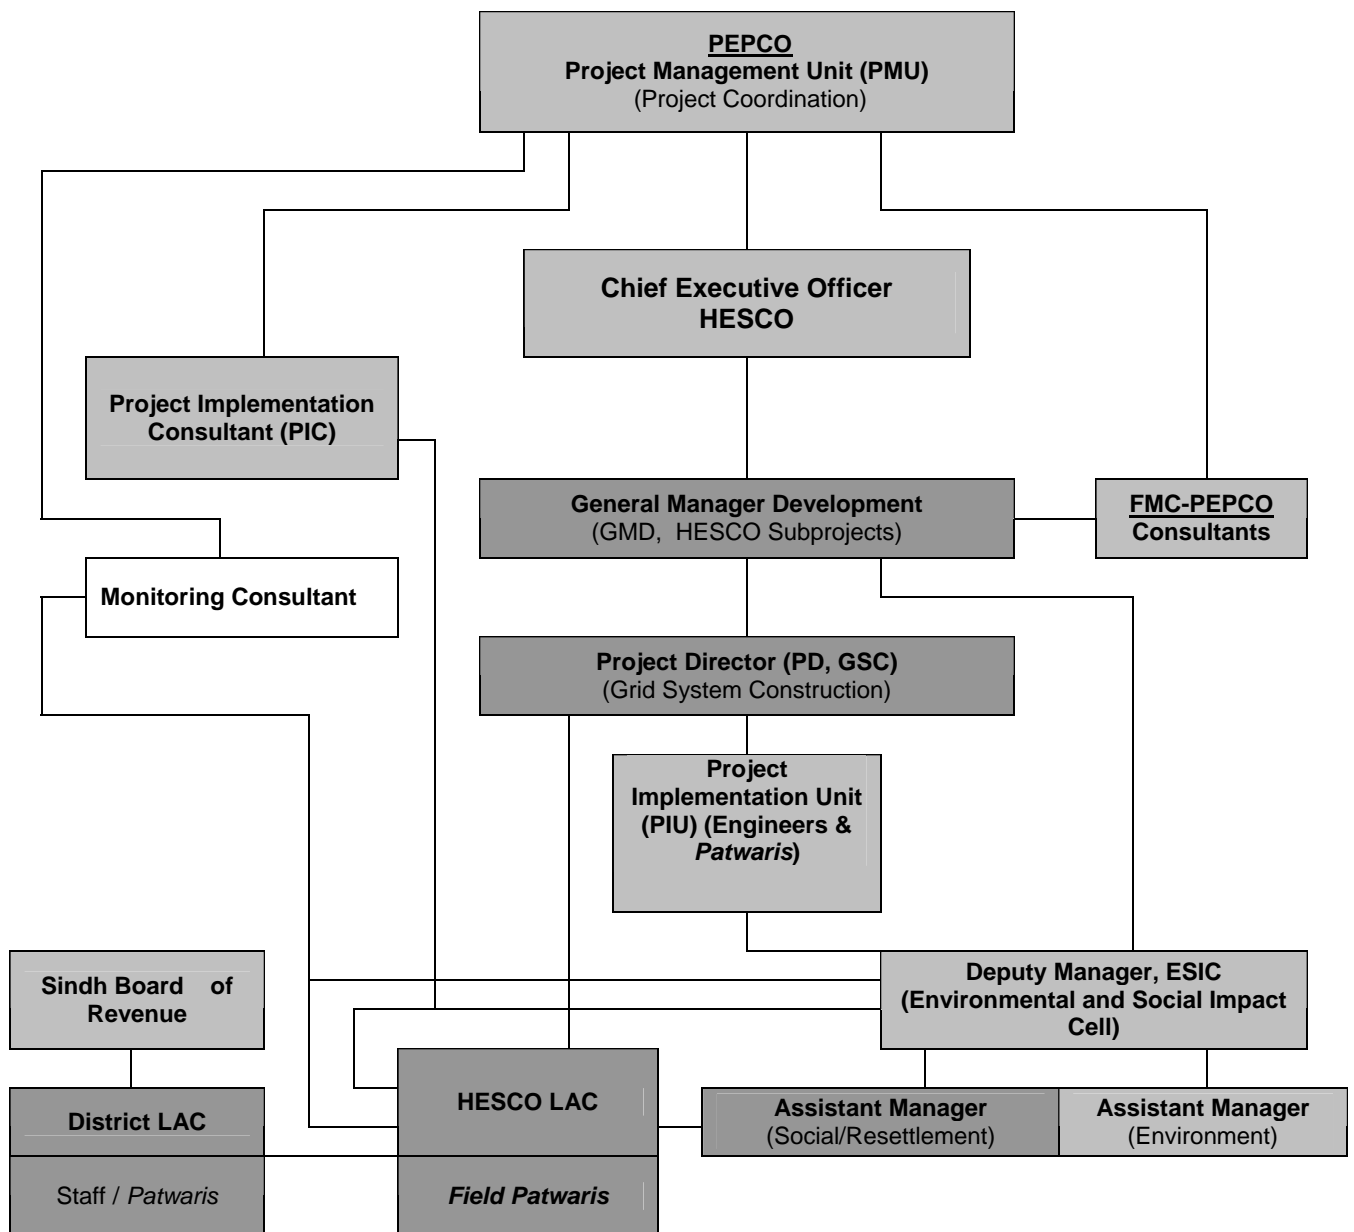 PEPCO
Project Management Unit (PMU)
(Project Coordination)
Chief Executive Officer
HESCO
Project Implementation
Consultant (PIC)
General Manager Development
(GMD, HESCO Subprojects)
FMC-PEPCO
Consultants
Monitoring Consultant
Project Director (PD, GSC)
(Grid System Construction)
Project
Implementation Unit
(PIU) (Engineers &
Patwaris)
Sindh Board of
Revenue
Deputy Manager, ESIC
(Environmental and Social Impact
Cell)
District LAC
Staff / Patwaris
HESCO LAC
Field Patwaris
Assistant Manager
(Social/Resettlement)
Assistant Manager
(Environment)